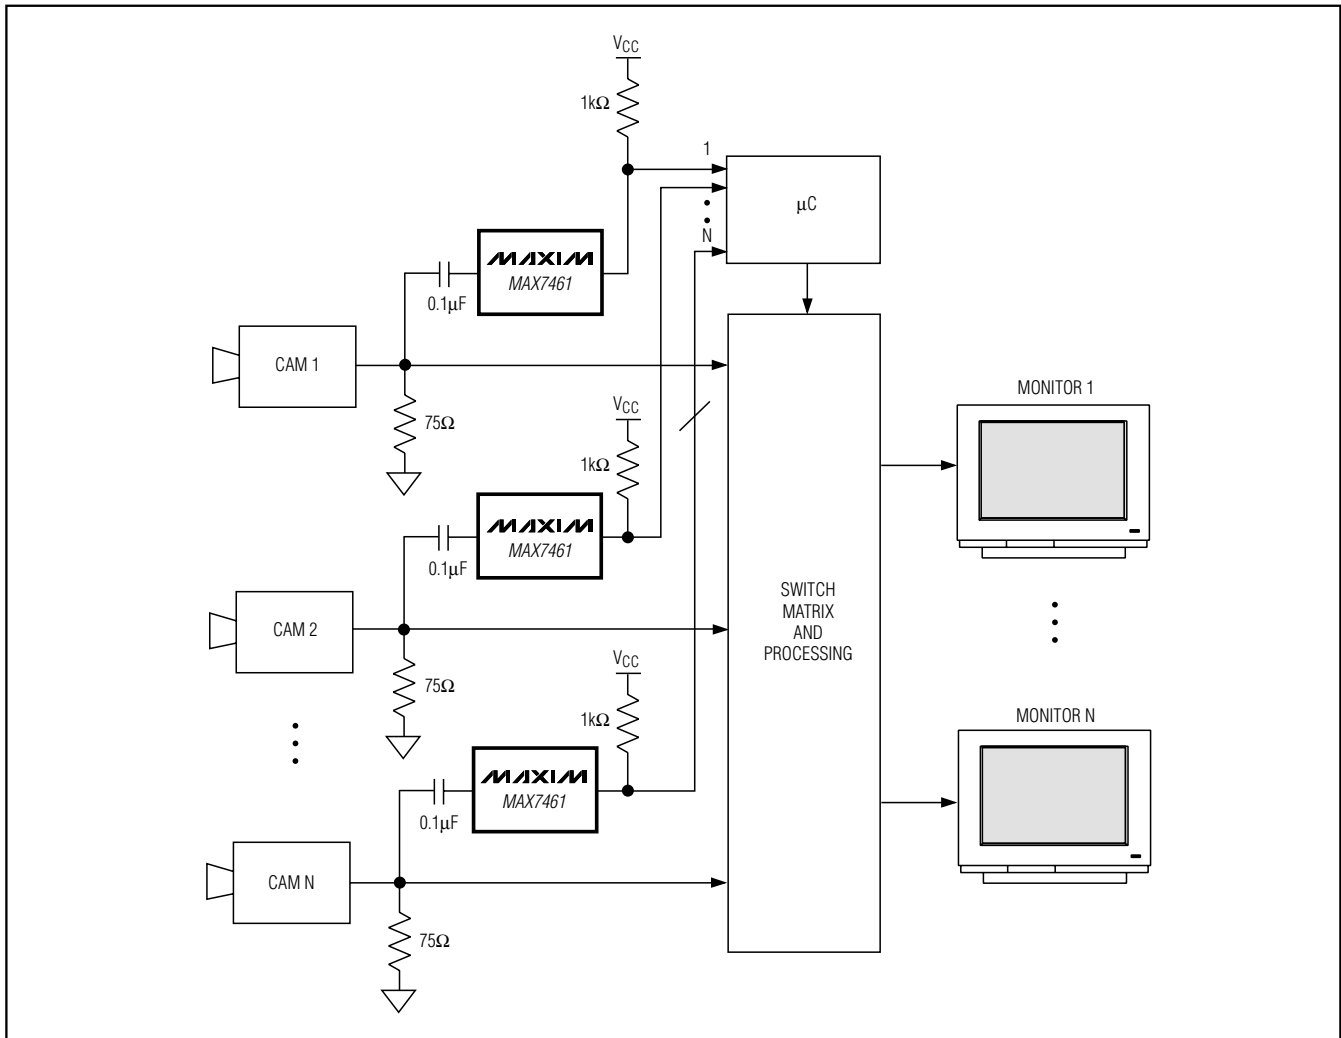 VCC
1kΩ
1
µC
N
MAXIM
MAX7461
0.1µF
CAM 1
75Ω
MONITOR 1
VCC
1kΩ
MAXIM
MAX7461
0.1µF
CAM 2
75Ω
SWITCH
MATRIX
AND
PROCESSING
VCC
1kΩ
MONITOR N
MAXIM
MAX7461
0.1µF
CAM N
75Ω